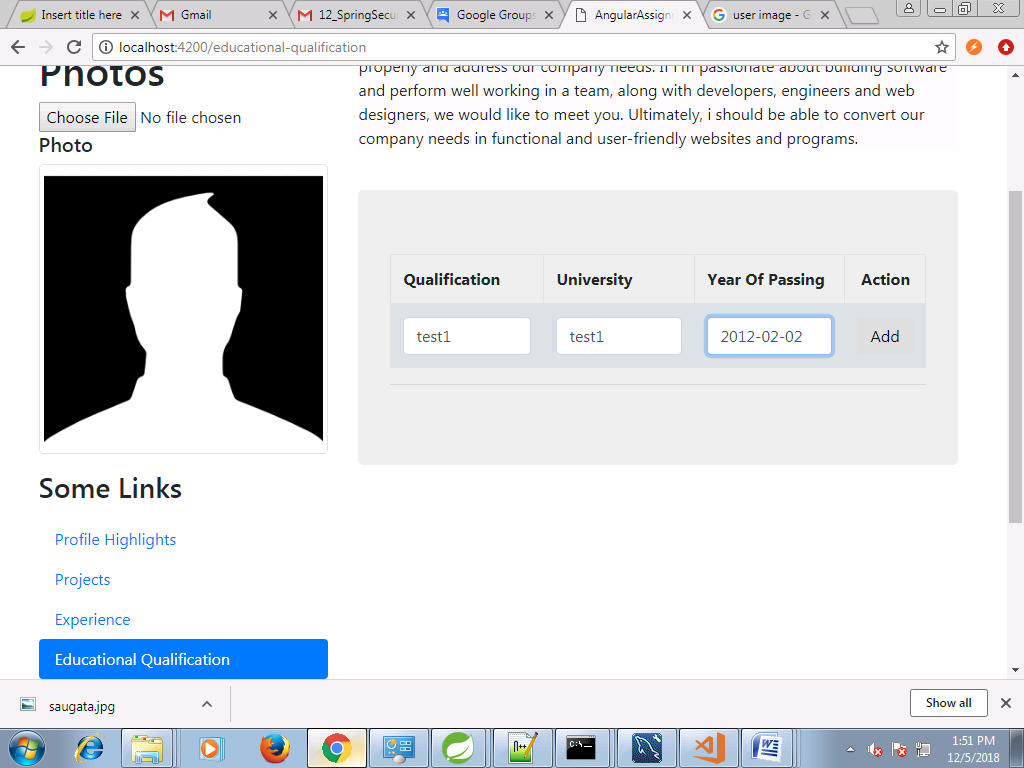 Insert title here
Gmail
12_SpringSecu
Google Groups
AngularAssign
user image - G
localhost:4200/educational-qualification
Photos
Choose File No file chosen
Photo
properly and address our company needs. If I'm passionate about building software
and perform well working in a team, along with developers, engineers and web
designers, we would like to meet you. Ultimately, i should be able to convert our
company needs in functional and user-friendly websites and programs.
Qualification University Year Of Passing Action
test1 test1 2012-02-02 Add
Some Links
Profile Highlights
Projects
Experience
Educational Qualification
saugata.jpg
Show all
1:51 PM
12/5/2018